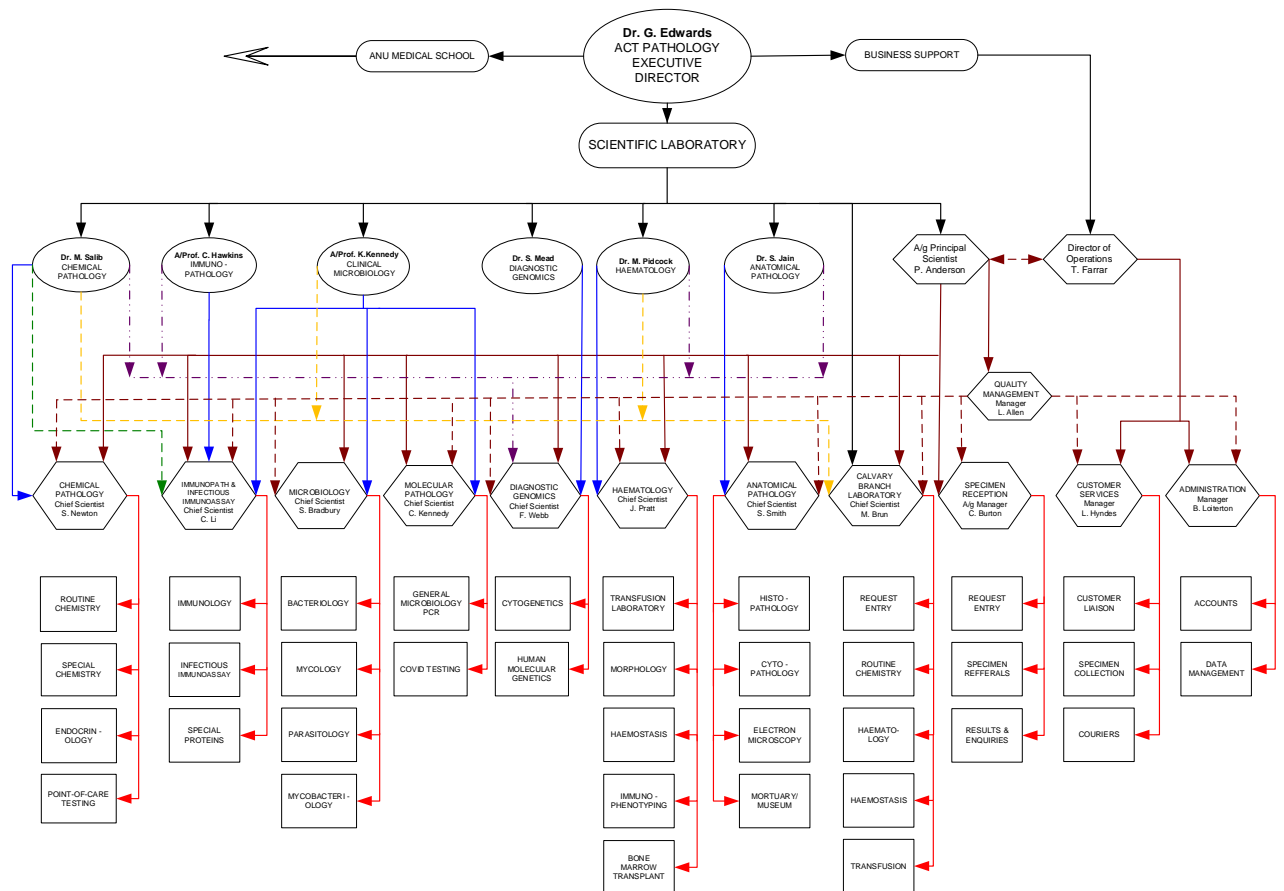 Dr. G. Edwards
ACT PATHOLOGY
EXECUTIVE
DIRECTOR
ANU MEDICAL SCHOOL
BUSINESS SUPPORT
SCIENTIFIC LABORATORY
Dr. M. Salib
CHEMICAL
PATHOLOGY
A/Prof. C. Hawkins
IMMUNO -
PATHOLOGY
A/Prof. K.Kennedy
CLINICAL
MICROBIOLOGY
Dr. S. Mead
DIAGNOSTIC
GENOMICS
Dr. M. Pidcock
HAEMATOLOGY
Dr. S. Jain
ANATOMICAL
PATHOLOGY
A/g Principal
Scientist
P. Anderson
Director of
Operations
T. Farrar
QUALITY
MANAGEMENT
Manager
L. Allen
CHEMICAL
PATHOLOGY
Chief Scientist
S. Newton
IMMUNOPATH &
INFECTIOUS
IMMUNOASSAY
Chief Scientist
C. Li
MICROBIOLOGY
Chief Scientist
S. Bradbury
MOLECULAR
PATHOLOGY
Chief Scientist
C. Kennedy
DIAGNOSTIC
GENOMICS
Chief Scientist
F. Webb
HAEMATOLOGY
Chief Scientist
J. Pratt
ANATOMICAL
PATHOLOGY
Chief Scientist
S. Smith
CALVARY
BRANCH
LABORATORY
Chief Scientist
M. Brun
SPECIMEN
RECEPTION
A/g Manager
C. Burton
CUSTOMER
SERVICES
Manager
L. Hyndes
ADMINISTRATION
Manager
B. Loiterton
ROUTINE
CHEMISTRY
SPECIAL
CHEMISTRY
ENDOCRIN -
OLOGY
POINT-OF-CARE
TESTING
IMMUNOLOGY
INFECTIOUS
IMMUNOASSAY
SPECIAL
PROTEINS
BACTERIOLOGY
MYCOLOGY
PARASITOLOGY
MYCOBACTERI -
OLOGY
GENERAL
MICROBIOLOGY
PCR
COVID TESTING
CYTOGENETICS
HUMAN
MOLECULAR
GENETICS
TRANSFUSION
LABORATORY
MORPHOLOGY
HAEMOSTASIS
IMMUNO -
PHENOTYPING
BONE
MARROW
TRANSPLANT
HISTO -
PATHOLOGY
CYTO -
PATHOLOGY
ELECTRON
MICROSCOPY
MORTUARY/
MUSEUM
REQUEST
ENTRY
ROUTINE
CHEMISTRY
HAEMATO-
LOGY
HAEMOSTASIS
TRANSFUSION
REQUEST
ENTRY
SPECIMEN
REFFERALS
RESULTS &
ENQUIRIES
CUSTOMER
LIAISON
SPECIMEN
COLLECTION
COURIERS
ACCOUNTS
DATA
MANAGEMENT